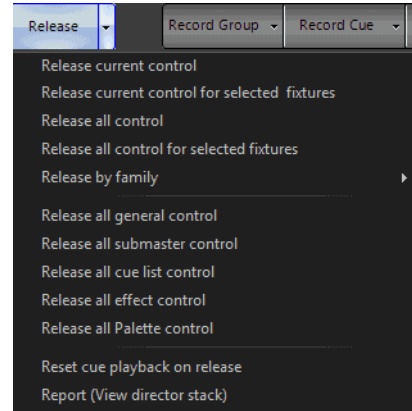 Release Record Group Record Cue
Release current control
Release current control for selected fixtures
Release all control
Release all control for selected fixtures
Release by family
Release all general control
Release all submaster control
Release all cue list control
Release all effect control
Release all Palette control
Reset cue playback on release
Report (View director stack)